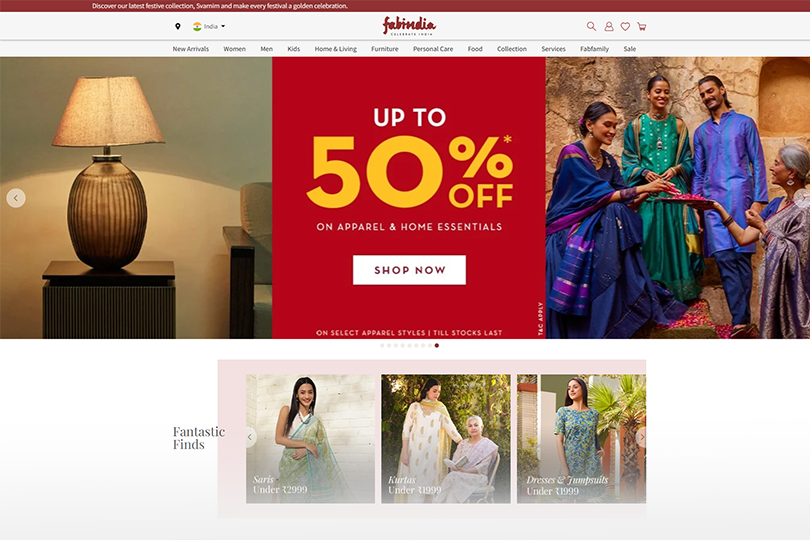 Discover our latest festive collection, Svarnim and make every festival a golden celebration.
India
fabindia
CELEBRATE INDIA
New Arrivals Women Men Kids Home & Living Furniture Personal Care Food Collection Services Fabfamily Sale
UP TO
50%*
OFF
ON APPAREL & HOME ESSENTIALS
SHOP NOW
ON SELECT APPAREL STYLES | TILL STOCKS LAST
T&C APPLY
Fantastic
Finds
Saris
Under ₹2999
Kurtas
Under ₹1999
Dresses & Jumpsuits
Under ₹1999